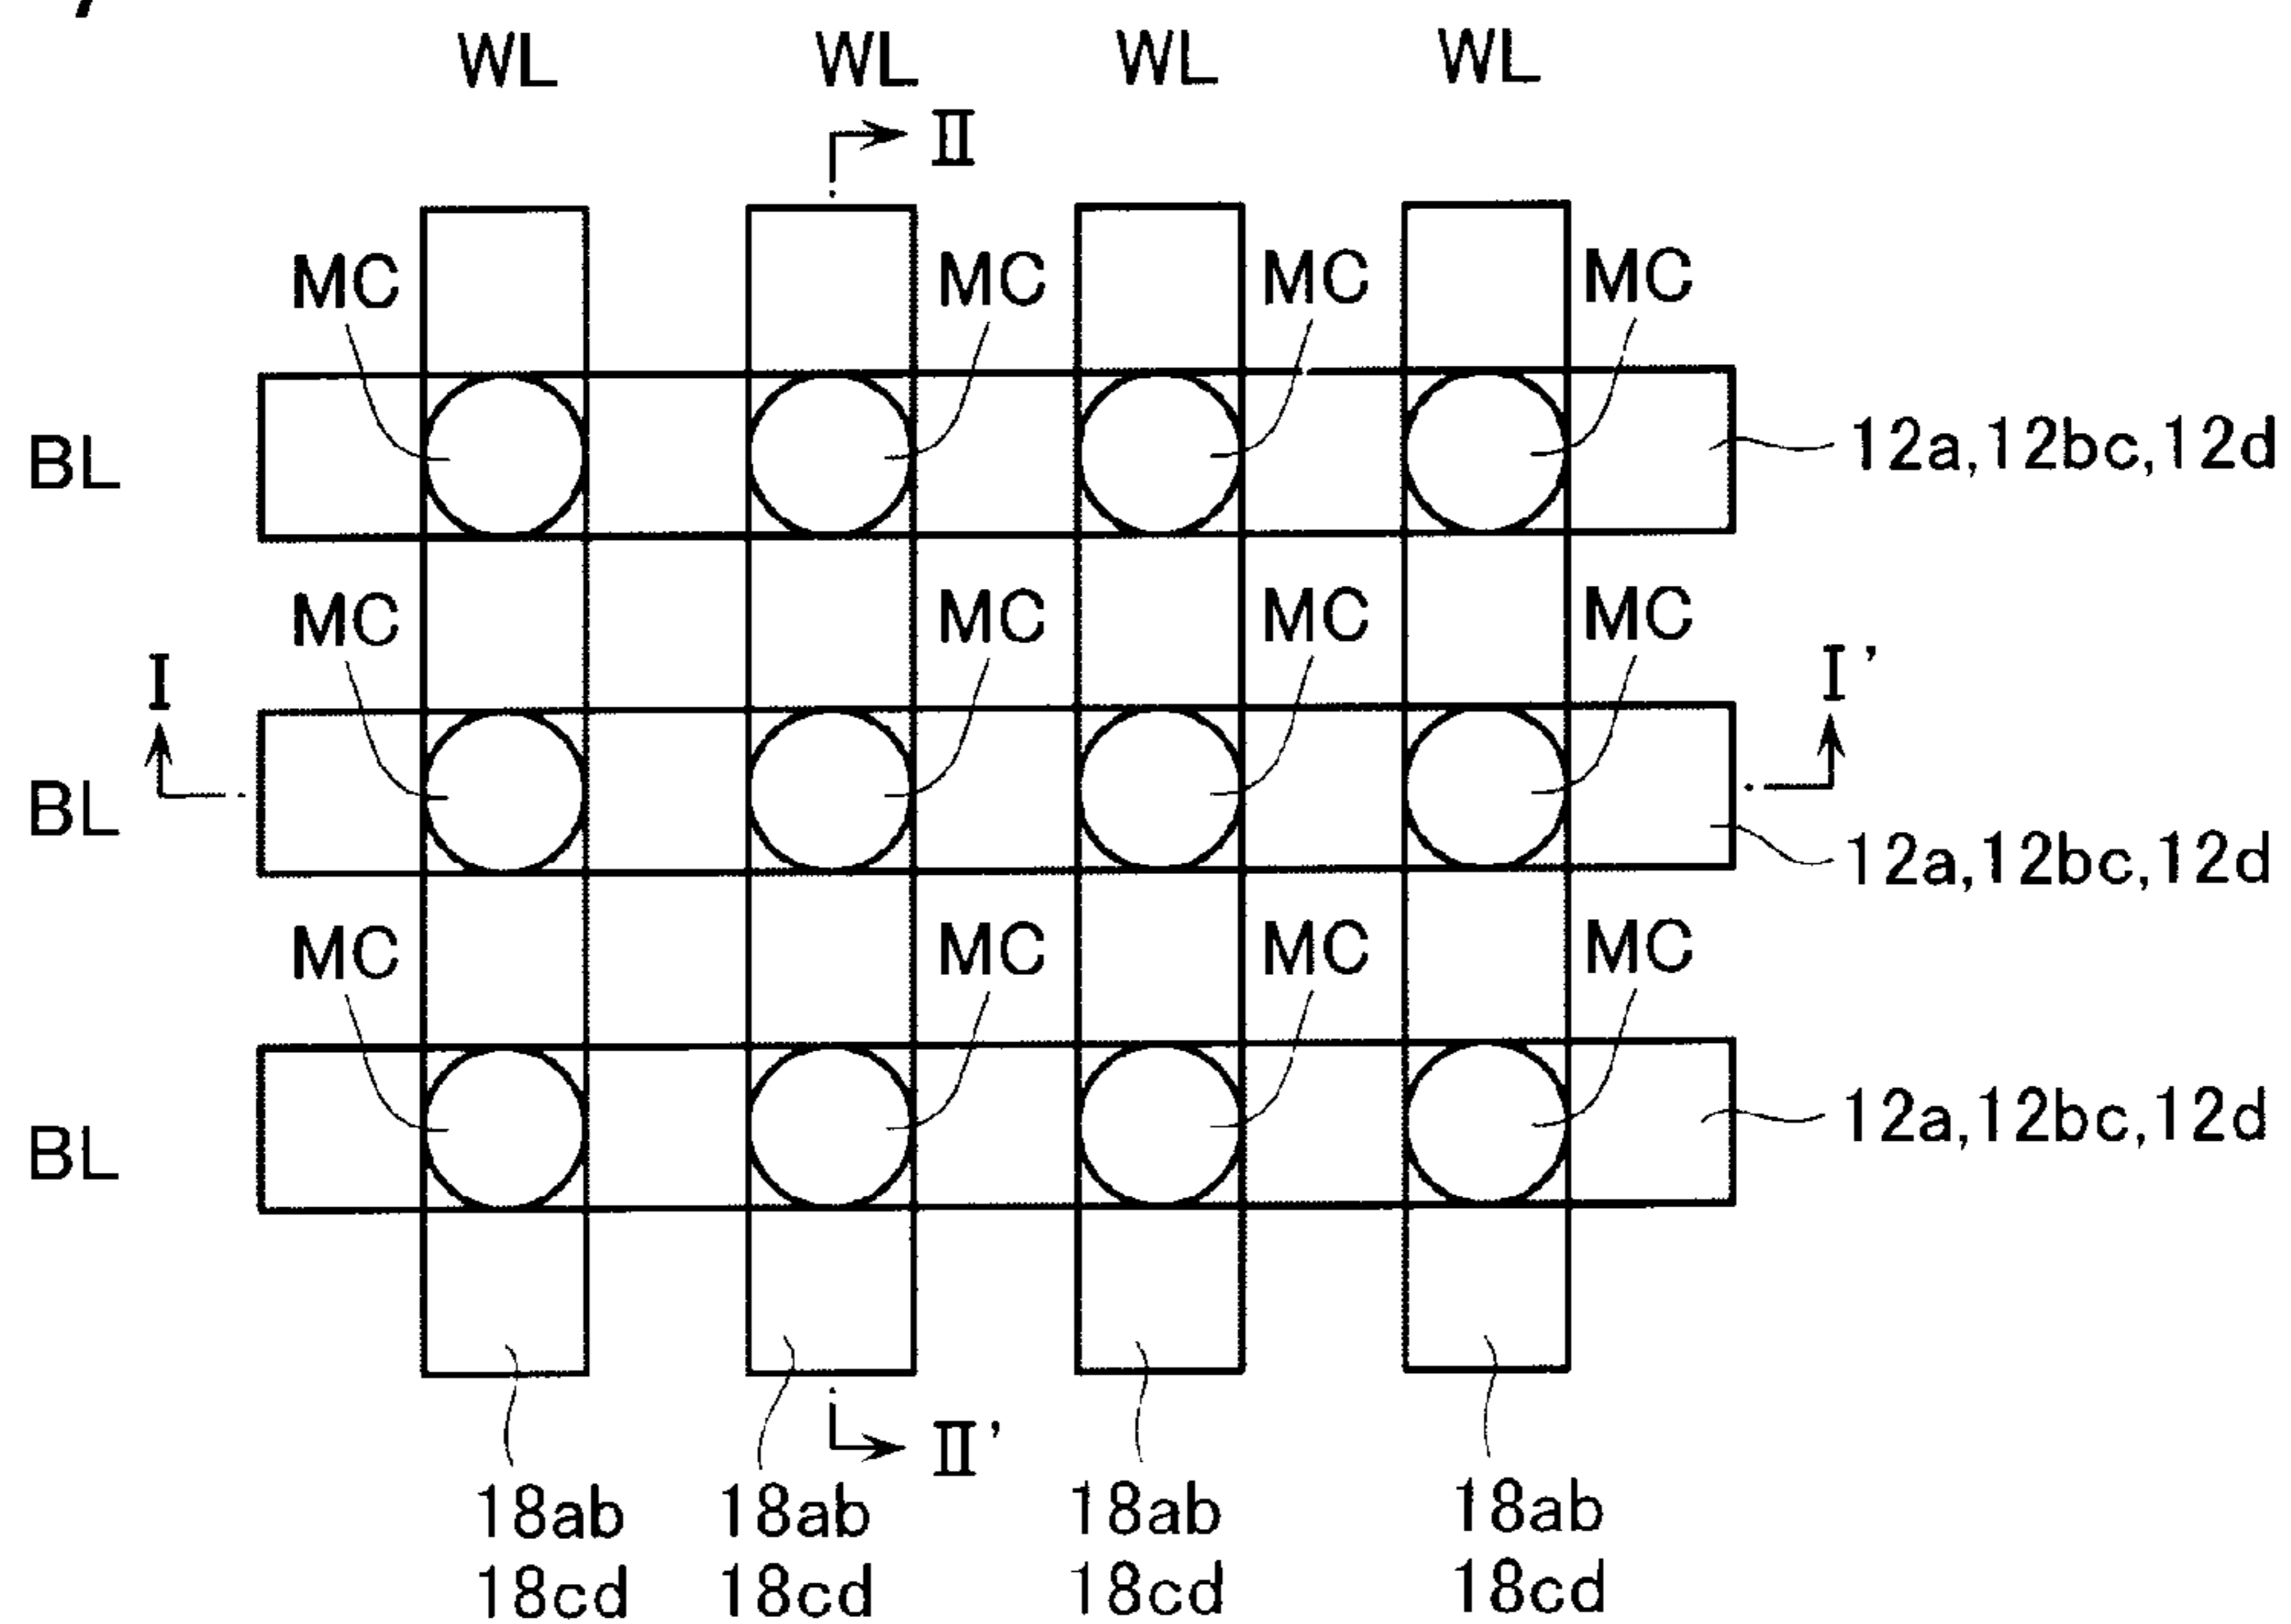 WL WL WL WL
II
MC MC MC MC
BL 12a,12bc,12d
MC MC MC MC
I I'
BL 12a,12bc,12d
MC MC MC MC
BL 12a,12bc,12d
II'
18ab 18ab 18ab 18ab
18cd 18cd 18cd 18cd